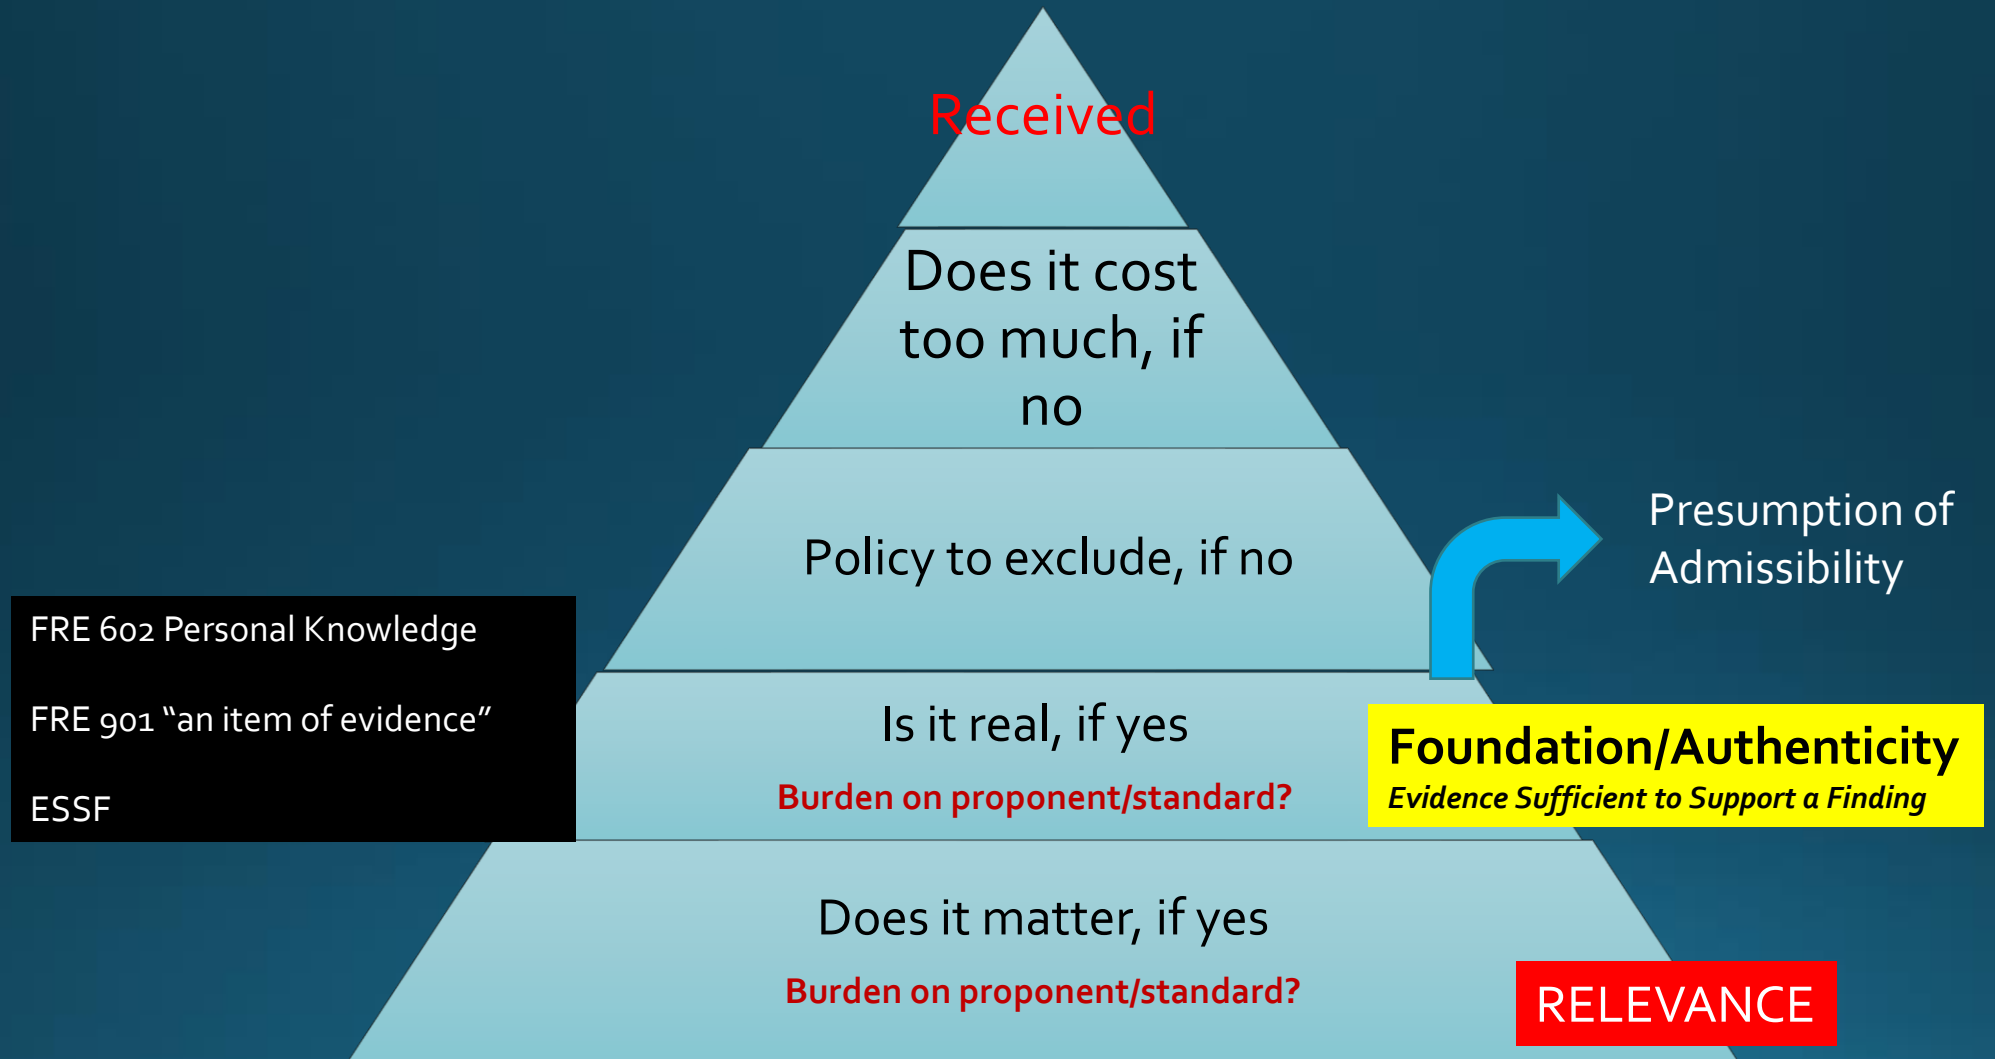 Received
Does it cost
too much, if
no
Policy to exclude, if no
Presumption of
Admissibility
FRE 602 Personal Knowledge
FRE 901 “an item of evidence”
ESSF
Is it real, if yes
Burden on proponent/standard?
Foundation/Authenticity
Evidence Sufficient to Support a Finding
Does it matter, if yes
Burden on proponent/standard?
RELEVANCE